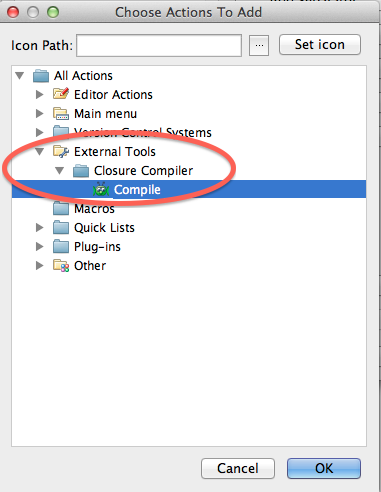 Choose Actions To Add
Icon Path:
... Set icon
All Actions
Editor Actions
Main menu
Version Control Systems
External Tools
Closure Compiler
Compile
Macros
Quick Lists
Plug-ins
Other
Cancel OK